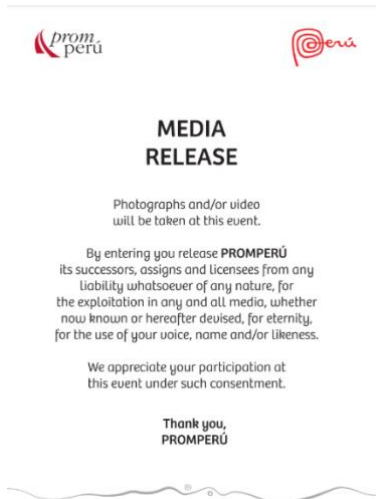 prom
perú
Perú
MEDIA
RELEASE
Photographs and/or video
will be taken at this event.
By entering you release PROMPERÚ
its successors, assigns and licensees from any
liability whatsoever of any nature, for
the exploitation in any and all media, whether
now known or hereafter devised, for eternity,
for the use of your voice, name and/or likeness.
We appreciate your participation at
this event under such consentment.
Thank you,
PROMPERÚ